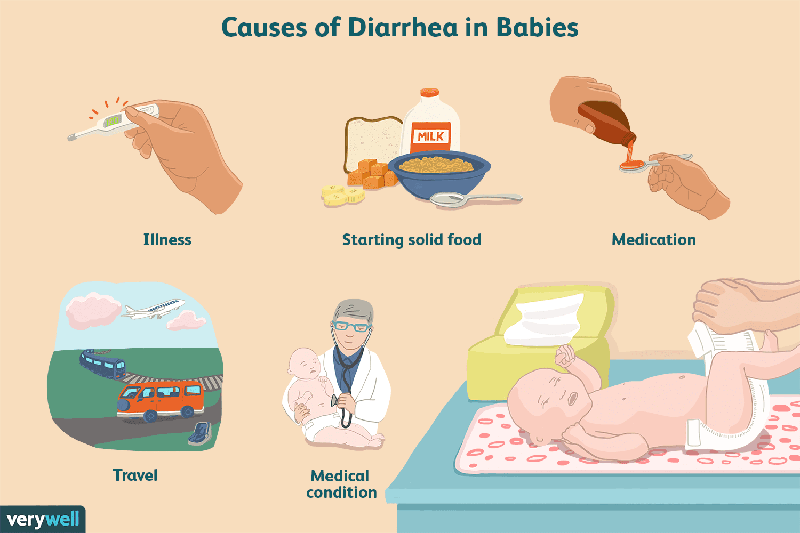 Causes of Diarrhea in Babies
MILK
Illness
Starting solid food
Medication
Travel
Medical
condition
verywell